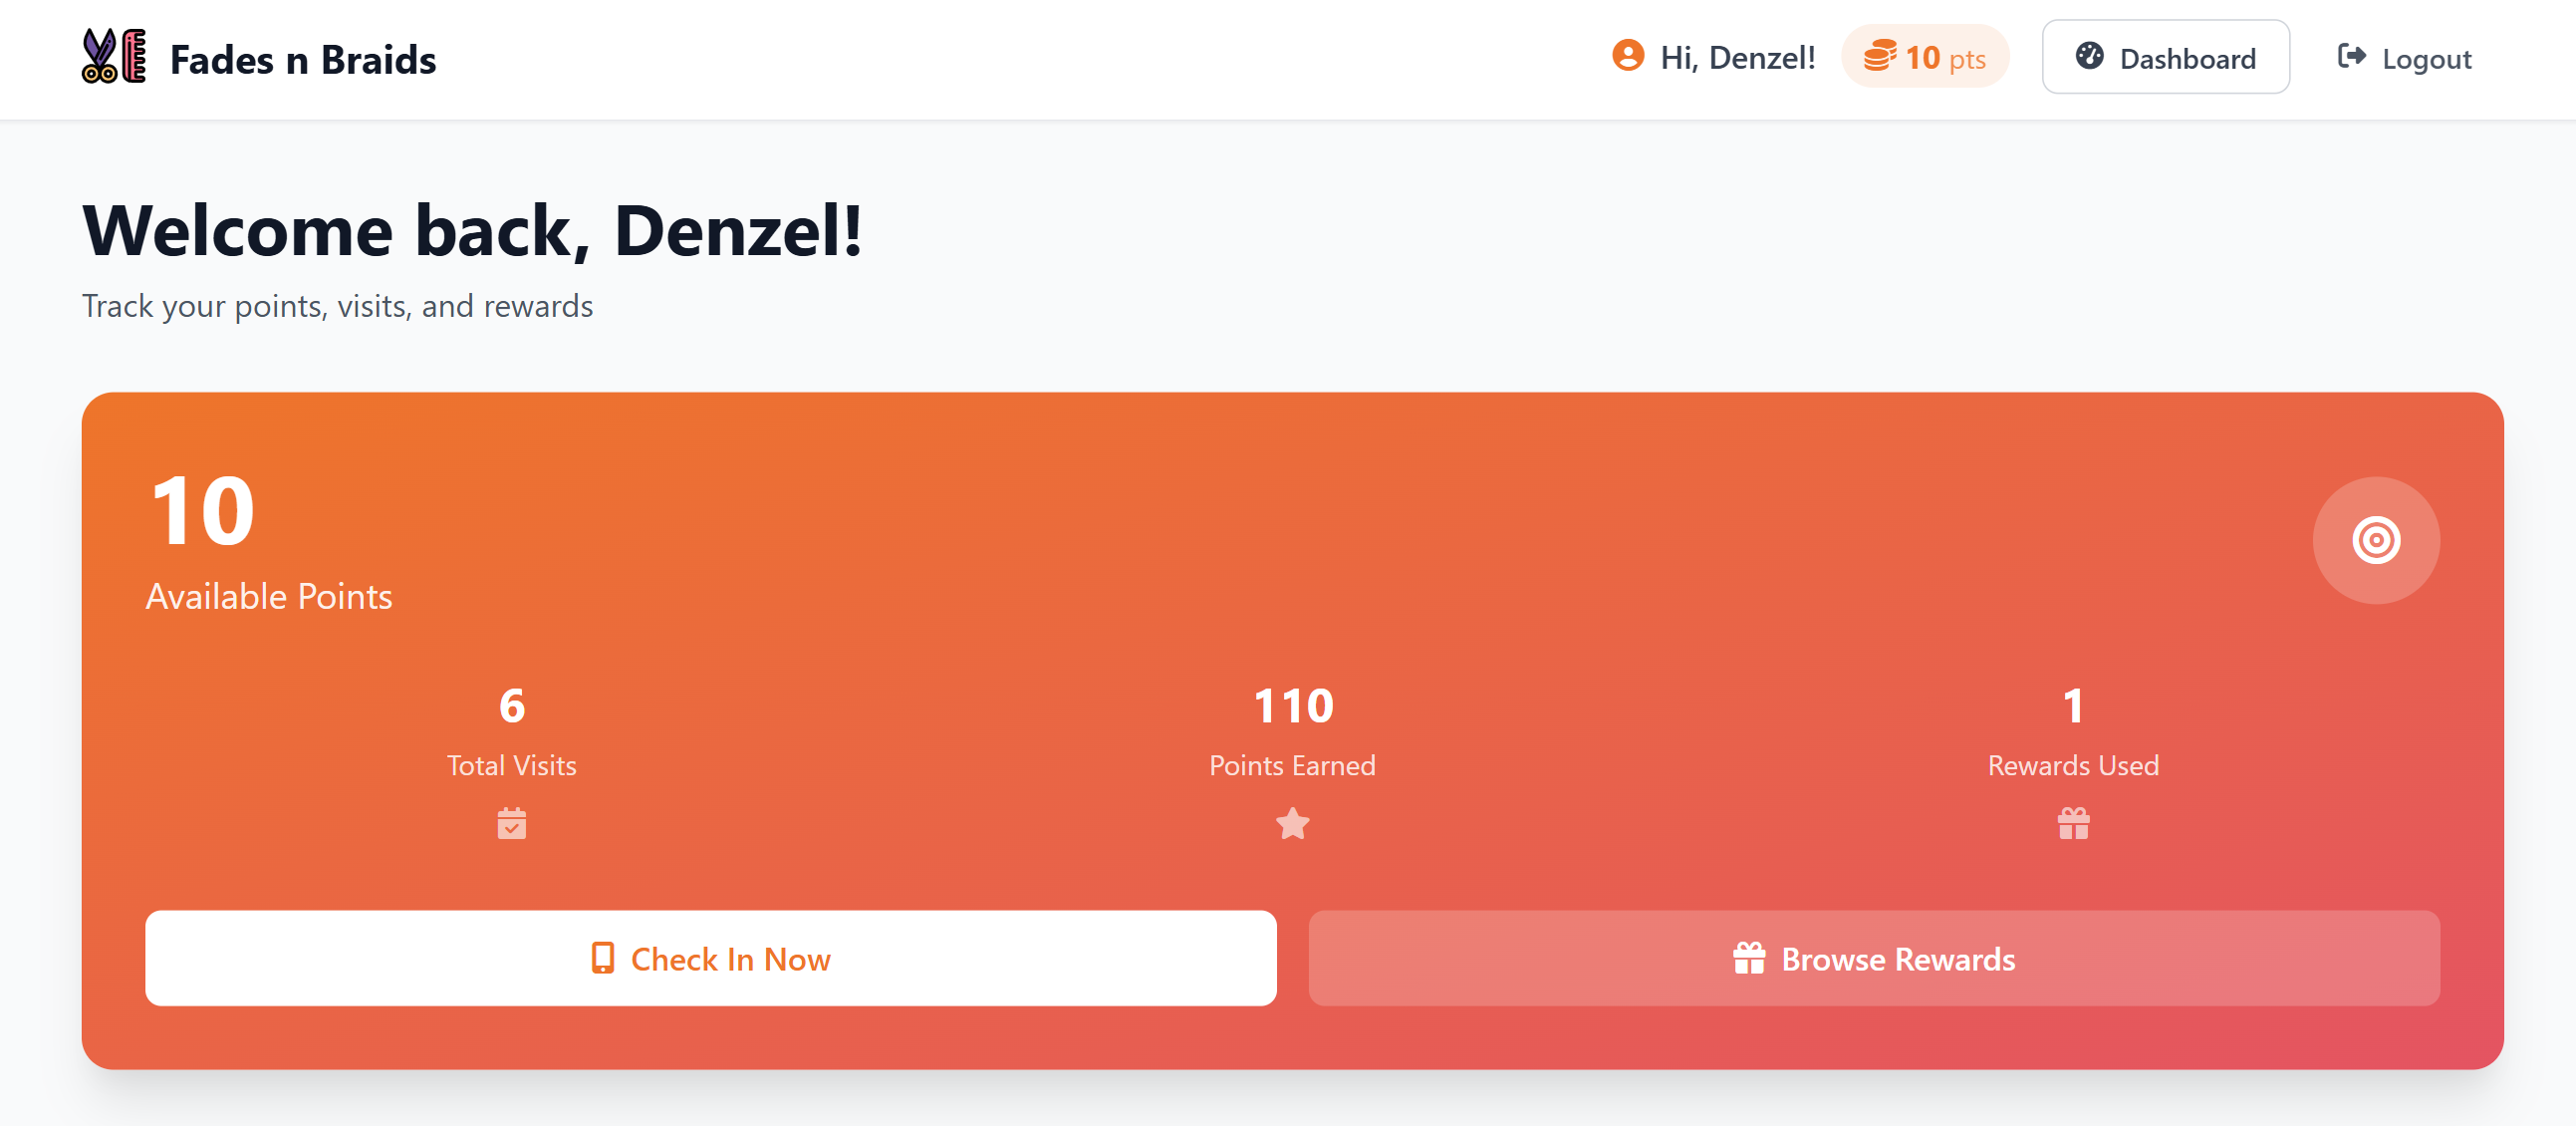 Fades n Braids
Hi, Denzel!
10 pts
Dashboard
Logout
Welcome back, Denzel!
Track your points, visits, and rewards
10
Available Points
6
Total Visits
110
Points Earned
1
Rewards Used
Check In Now
Browse Rewards